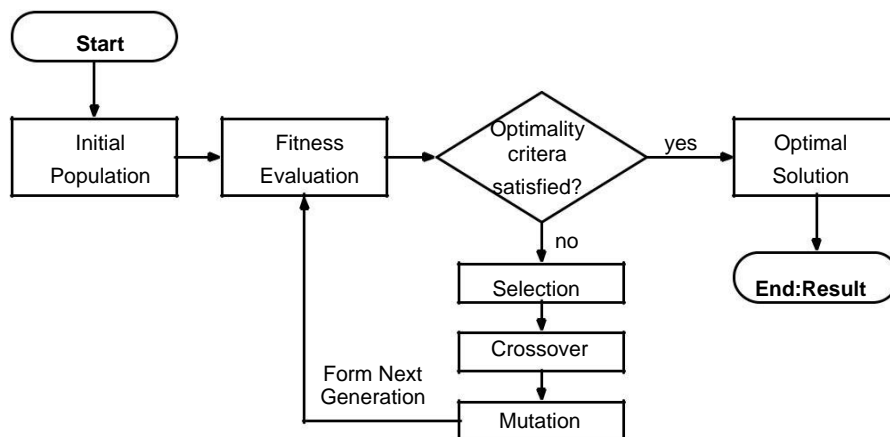 Start
Initial
Population
Fitness
Evaluation
Optimality
critera
satisfied?
yes
Optimal
Solution
End:Result
no
Selection
Crossover
Mutation
Form Next
Generation